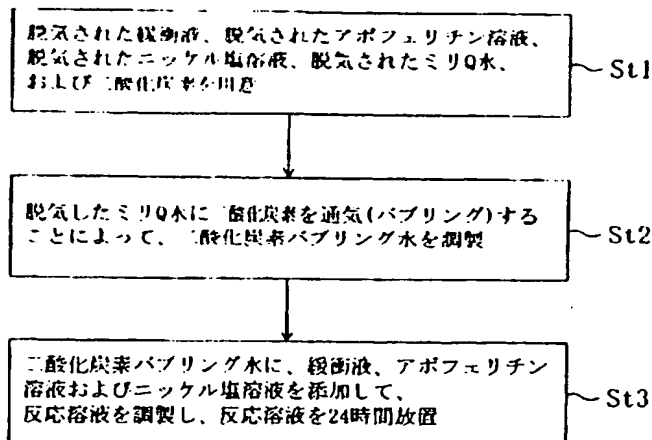 脱気された緩衝液、脱気されたアポフェリチン溶液、
脱気されたニッケル塩溶液、脱気されたミリQ水、
および二酸化炭素を用意
St1
脱気したミリQ水に二酸化炭素を通気(バブリング)する
ことによって、二酸化炭素バブリング水を調製
St2
二酸化炭素バブリング水に、緩衝液、アポフェリチン
溶液およびニッケル塩溶液を添加して、
反応溶液を調製し、反応溶液を24時間放置
St3